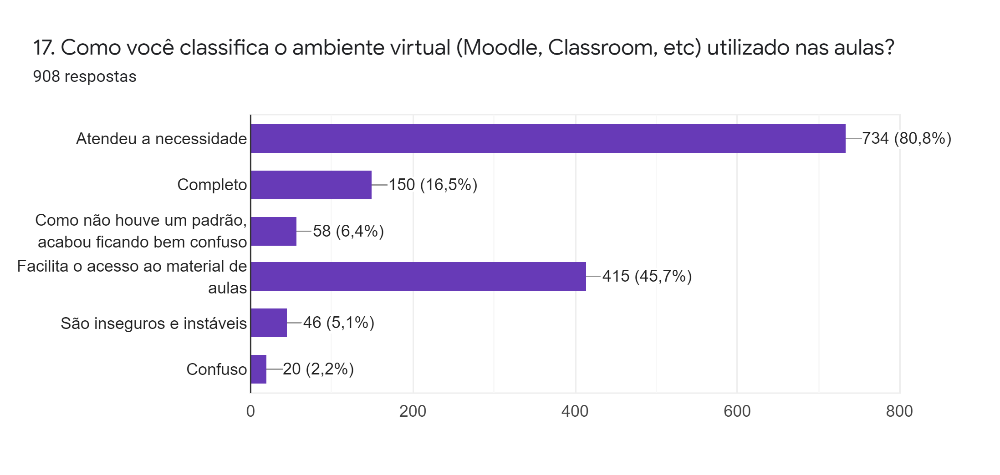 17. Como você classifica o ambiente virtual (Moodle, Classroom, etc) utilizado nas aulas?
908 respostas
Atendeu a necessidade
734 (80,8%)
Completo
150 (16,5%)
Como não houve um padrão,
acabou ficando bem confuso
58 (6,4%)
Facilita o acesso ao material de
aulas
415 (45,7%)
São inseguros e instáveis
46 (5,1%)
Confuso
20 (2,2%)
0
200
400
600
800